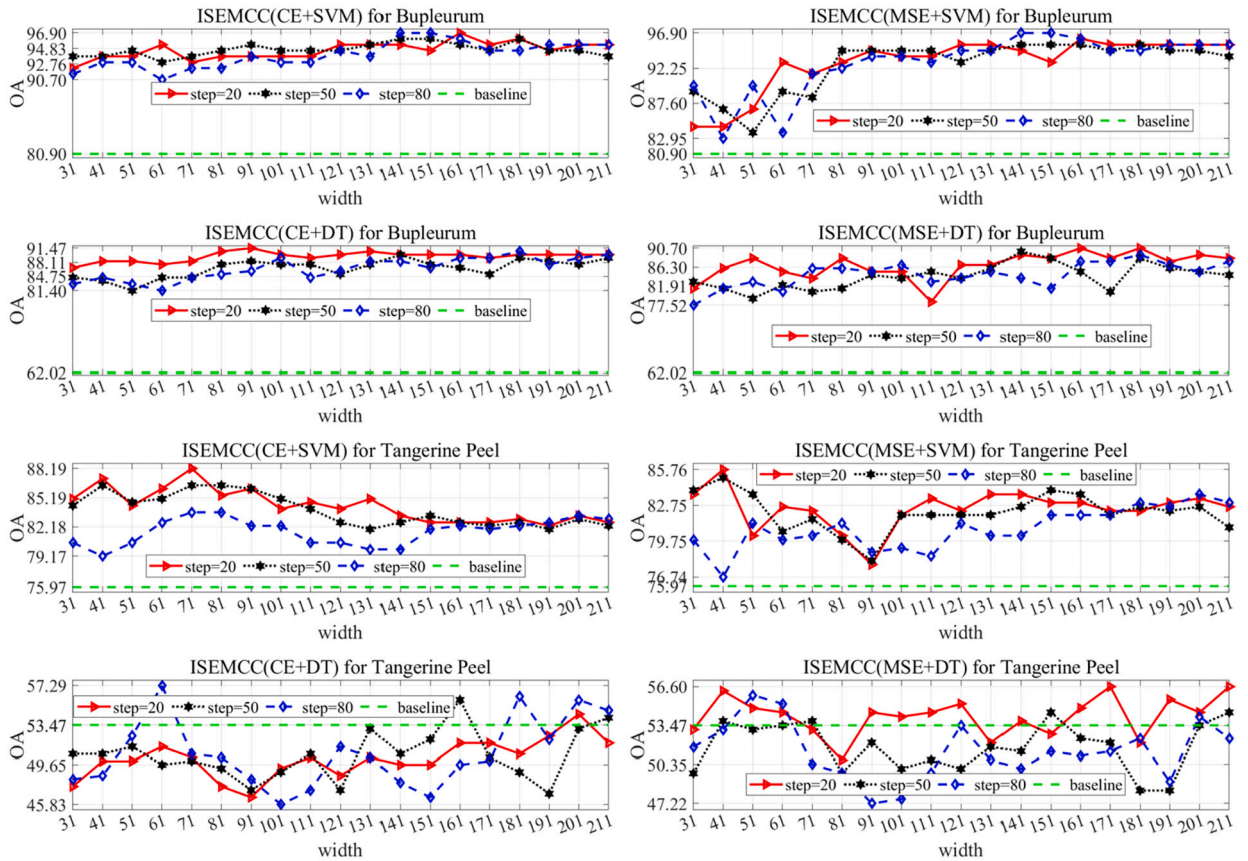 ISEMCC(CE+SVM) for Bupleurum
96.90
94.83
92.76
90.70
80.90
OA
step=20 step=50 step=80 baseline
31 41 51 61 71 81 91 101 111 121 131 141 151 161 171 181 191 201 211
width
ISEMCC(MSE+SVM) for Bupleurum
96.90
92.25
87.60
82.95
80.90
OA
step=20 step=50 step=80 baseline
31 41 51 61 71 81 91 101 111 121 131 141 151 161 171 181 191 201 211
width
ISEMCC(CE+DT) for Bupleurum
91.47
88.11
84.75
81.40
62.02
OA
step=20 step=50 step=80 baseline
31 41 51 61 71 81 91 101 111 121 131 141 151 161 171 181 191 201 211
width
ISEMCC(MSE+DT) for Bupleurum
90.70
86.30
81.91
77.52
62.02
OA
step=20 step=50 step=80 baseline
31 41 51 61 71 81 91 101 111 121 131 141 151 161 171 181 191 201 211
width
ISEMCC(CE+SVM) for Tangerine Peel
88.19
85.19
82.18
79.17
75.97
OA
step=20 step=50 step=80 baseline
31 41 51 61 71 81 91 101 111 121 131 141 151 161 171 181 191 201 211
width
ISEMCC(MSE+SVM) for Tangerine Peel
85.76
82.75
79.75
76.74
75.97
OA
step=20 step=50 step=80 baseline
31 41 51 61 71 81 91 101 111 121 131 141 151 161 171 181 191 201 211
width
ISEMCC(CE+DT) for Tangerine Peel
57.29
53.47
49.65
45.83
OA
step=20 step=50 step=80 baseline
31 41 51 61 71 81 91 101 111 121 131 141 151 161 171 181 191 201 211
width
ISEMCC(MSE+DT) for Tangerine Peel
56.60
53.47
50.35
47.22
OA
step=20 step=50 step=80 baseline
31 41 51 61 71 81 91 101 111 121 131 141 151 161 171 181 191 201 211
width